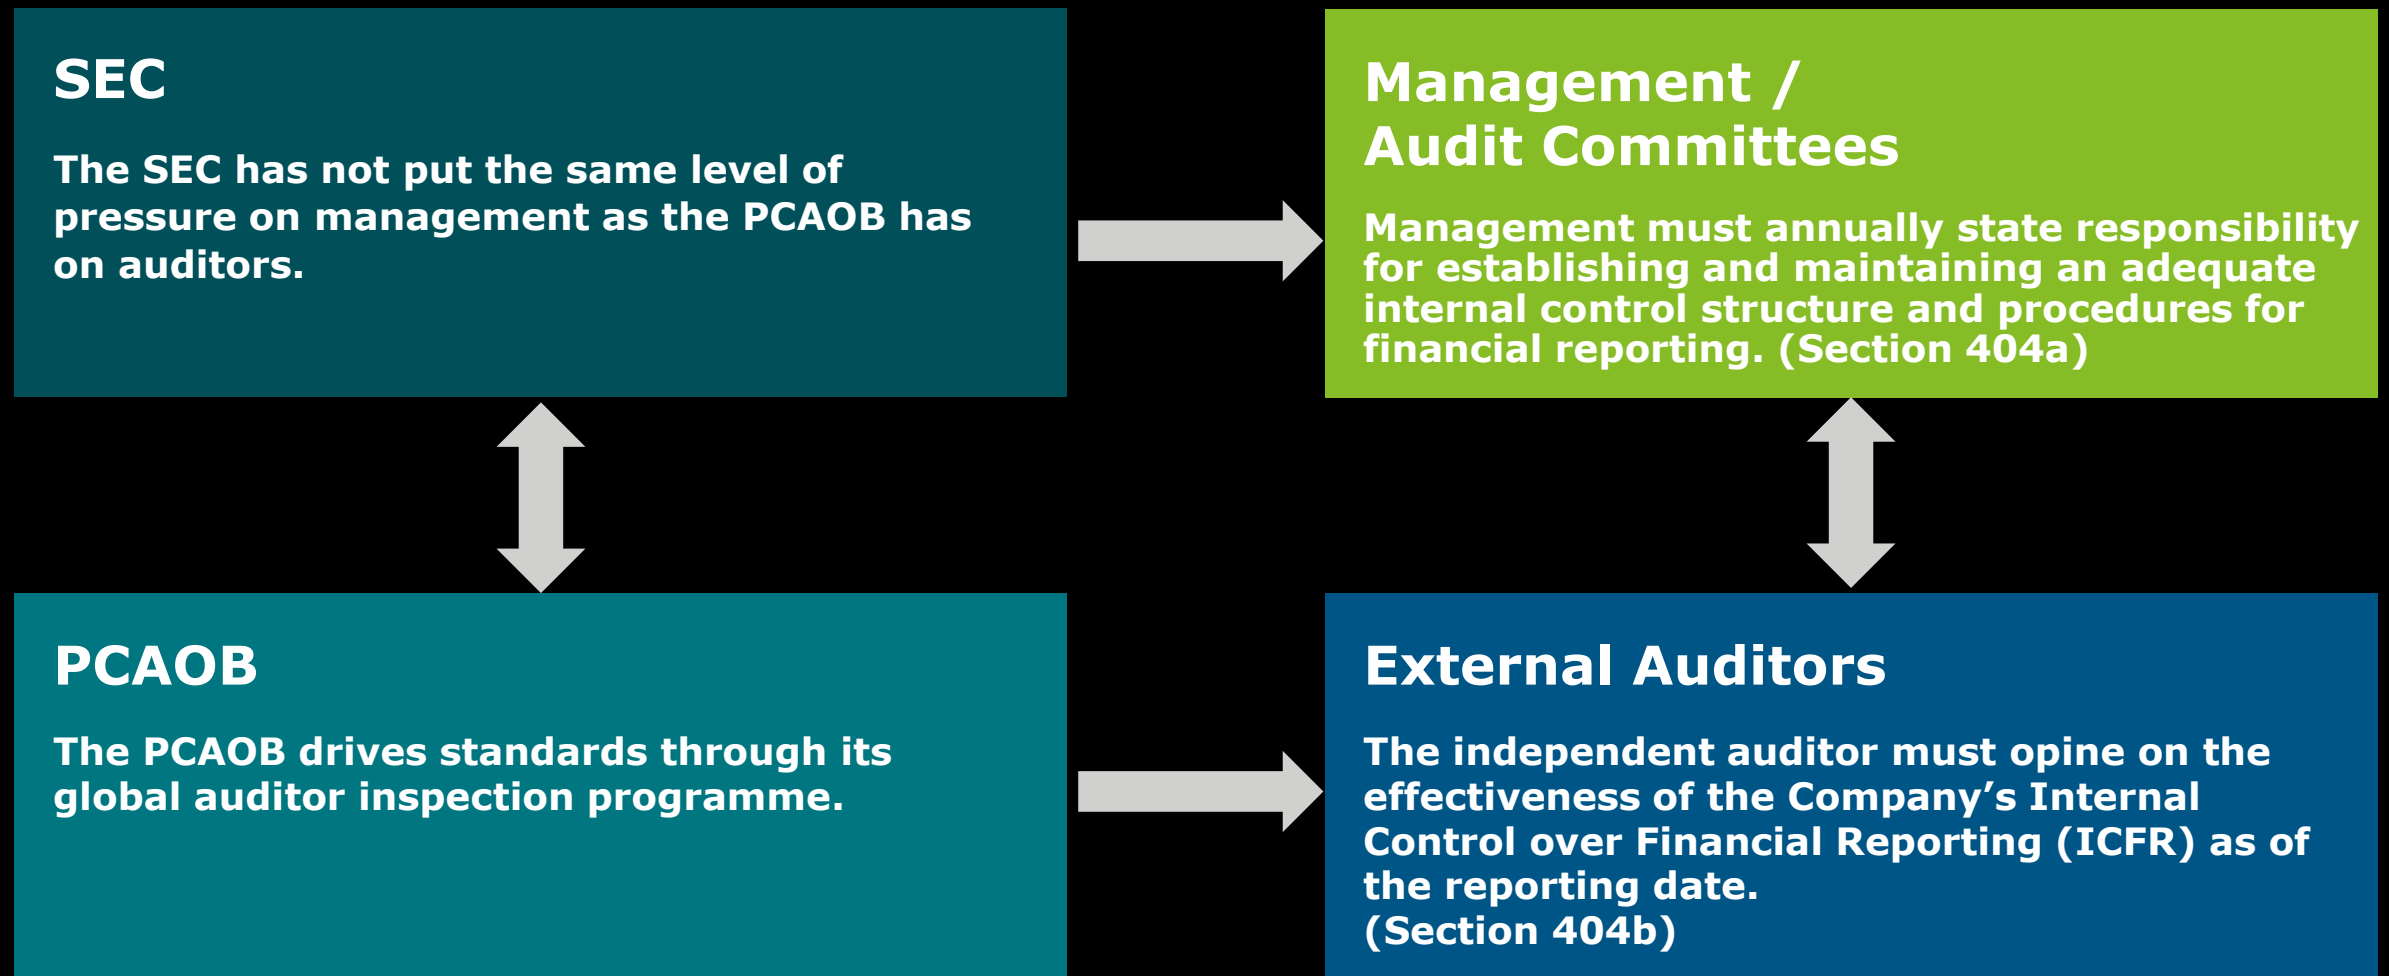 SEC
The SEC has not put the same level of
pressure on management as the PCAOB has
on auditors.
Management /
Audit Committees
Management must annually state responsibility
for establishing and maintaining an adequate
internal control structure and procedures for
financial reporting. (Section 404a)
PCAOB
The PCAOB drives standards through its
global auditor inspection programme.
External Auditors
The independent auditor must opine on the
effectiveness of the Company’s Internal
Control over Financial Reporting (ICFR) as of
the reporting date.
(Section 404b)